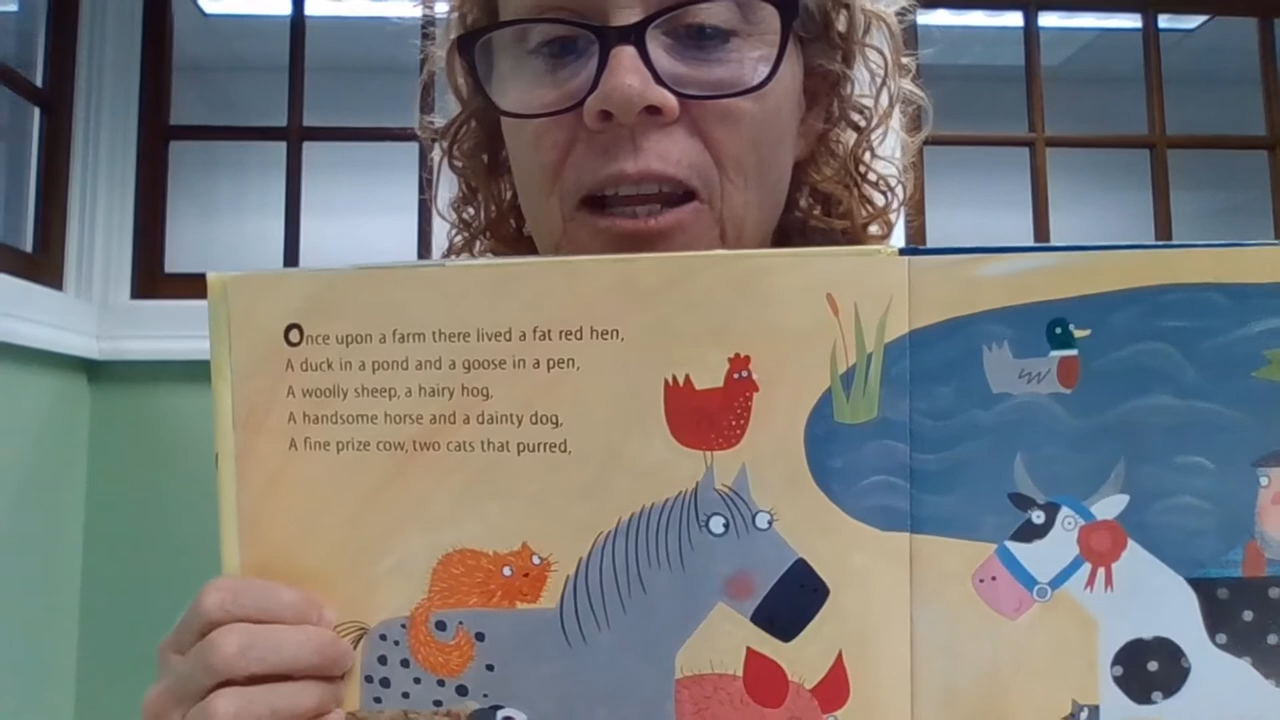 Once upon a farm there lived a fat red hen,
A duck in a pond and a goose in a pen,
A woolly sheep, a hairy hog,
A handsome horse and a dainty dog,
A fine prize cow, two cats that purred,